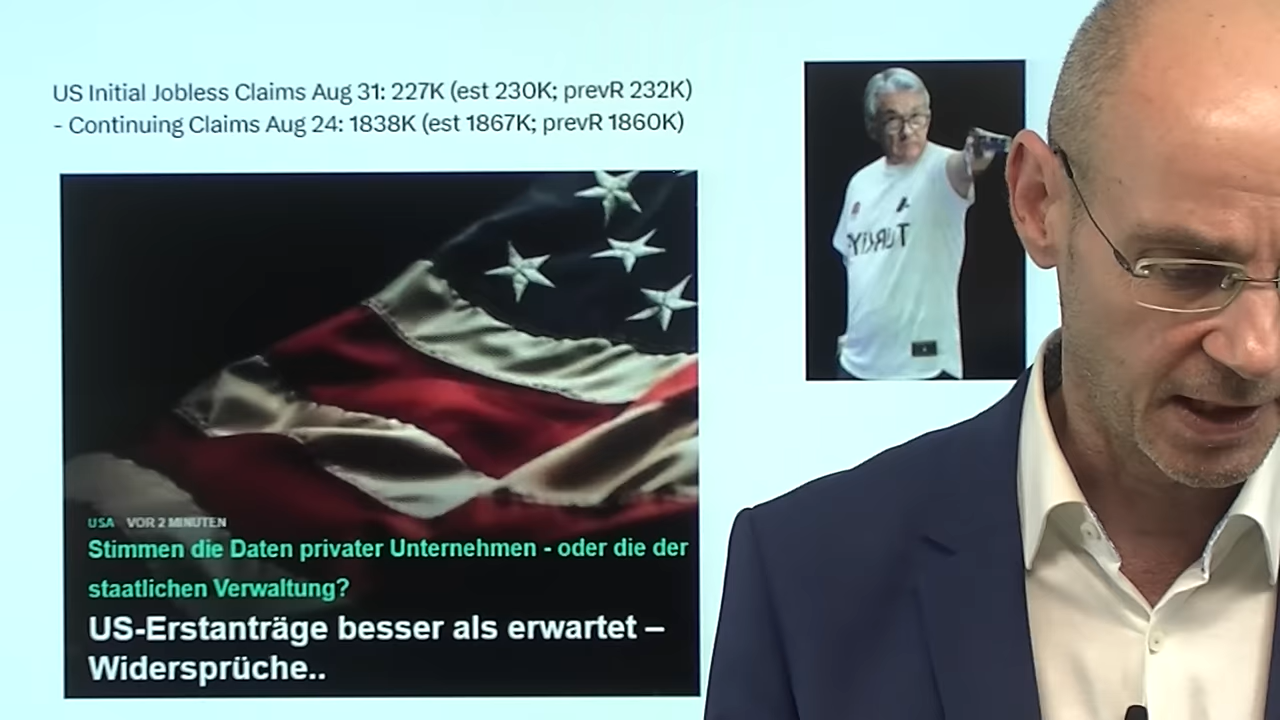 US Initial Jobless Claims Aug 31: 227K (est 230K; prevR 232K)
- Continuing Claims Aug 24: 1838K (est 1867K; prevR 1860K)
USA VOR 2 MINUTEN
Stimmen die Daten privater Unternehmen - oder die der
staatlichen Verwaltung?
US-Erstanträge besser als erwartet –
Widersprüche..